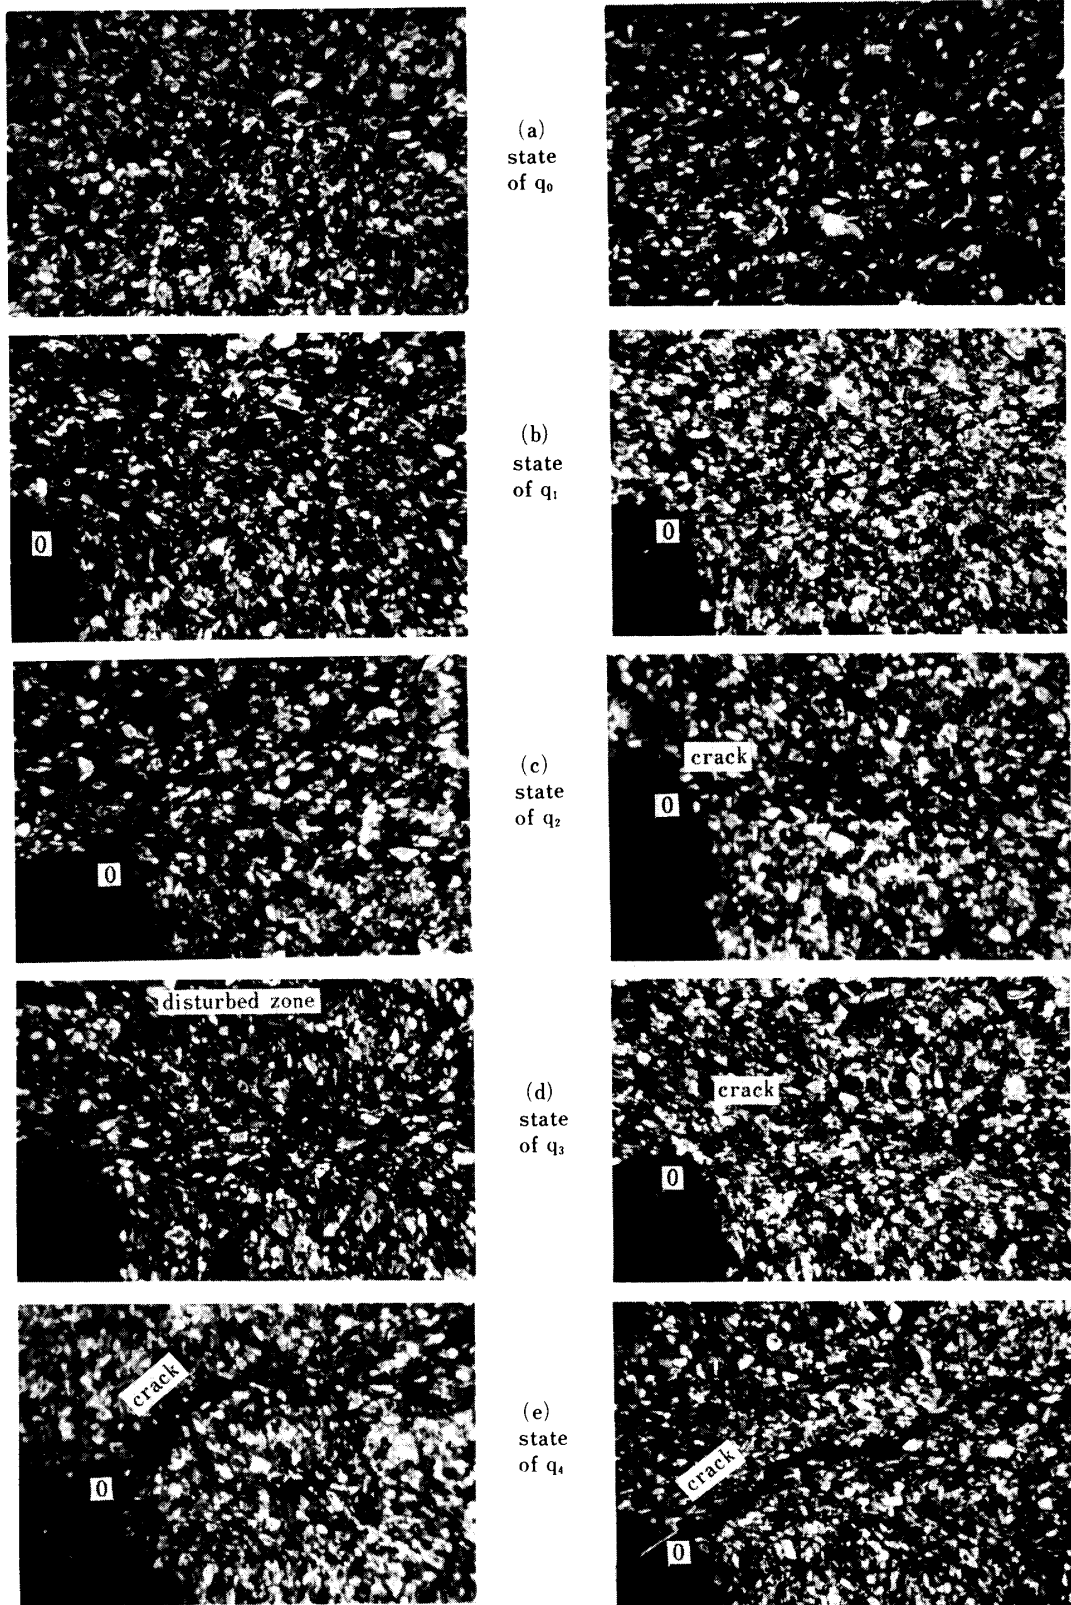 (a)
state
of q₀
(b)
state
of q₁
0
0
(c)
state
of q₂
crack
0
0
disturbed zone
(d)
state
of q₃
crack
0
crack
0
(e)
state
of q₄
crack
0